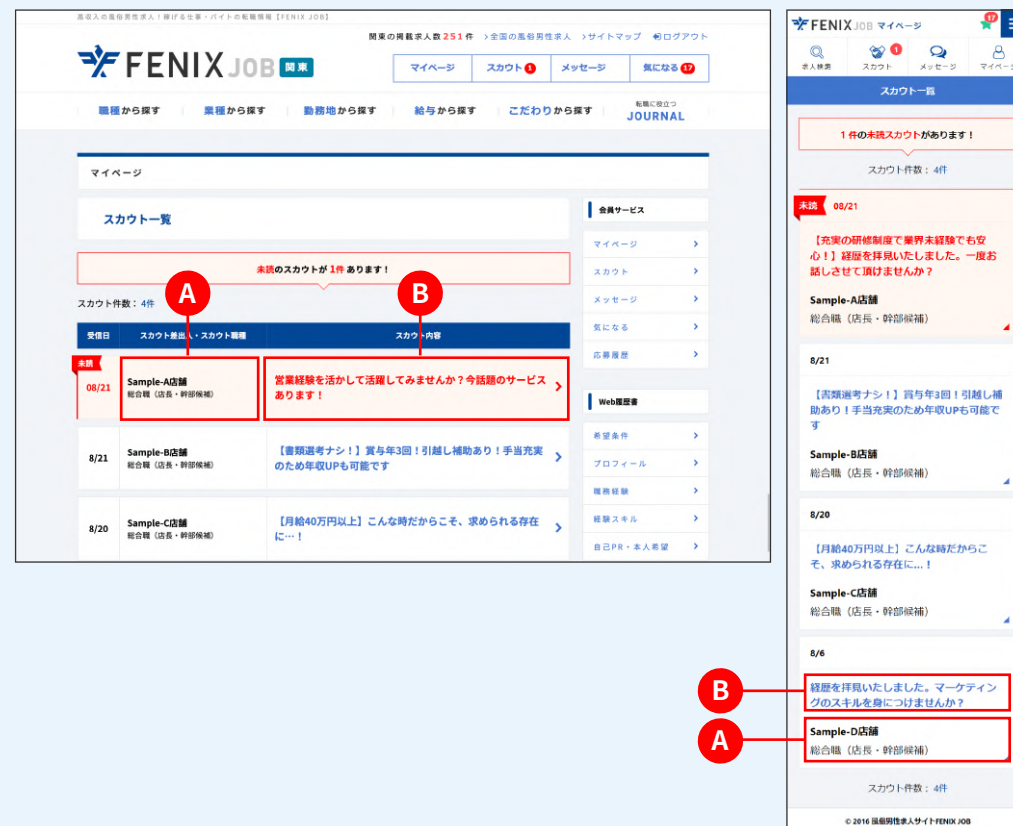 高収入の風俗男性求人！稼げる仕事・バイトの転職情報【FENIX JOB】
関東の掲載求人数251件 >全国の風俗男性求人 >サイトマップ ログアウト
FENIX JOB 関東
マイページ スカウト 1 メッセージ 気になる 17
職種から探す 業種から探す 勤務地から探す 給与から探す こだわりから探す 転職に役立つ
JOURNAL
マイページ
スカウト一覧
未読のスカウトが 1件 あります！
スカウト件数： 4件
A
B
受信日 スカウト差出人・スカウト職種 スカウト内容
未読
08/21
Sample-A店舗
総合職（店長・幹部候補）
営業経験を活かして活躍してみませんか？今話題のサービス
あります！
8/21
Sample-B店舗
総合職（店長・幹部候補）
【書類選考ナシ！】賞与年3回！引越し補助あり！手当充実
のため年収UPも可能です
8/20
Sample-C店舗
総合職（店長・幹部候補）
【月給40万円以上】こんな時だからこそ、求められる存在
に…！
会員サービス
マイページ
スカウト
メッセージ
気になる
応募履歴
Web履歴書
希望条件
プロフィール
職務経験
経験スキル
自己PR・本人希望
FENIX JOB マイページ
17
求人検索 スカウト 1 メッセージ マイページ
スカウト一覧
1 件の未読スカウトがあります！
スカウト件数： 4件
未読 08/21
【充実の研修制度で業界未経験でも安
心！】経歴を拝見いたしました。一度お
話しさせて頂けませんか？
Sample-A店舗
総合職（店長・幹部候補）
8/21
【書類選考ナシ！】賞与年3回！引越し補
助あり！手当充実のため年収UPも可能で
す
Sample-B店舗
総合職（店長・幹部候補）
8/20
【月給40万円以上】こんな時だからこ
そ、求められる存在に...！
Sample-C店舗
総合職（店長・幹部候補）
8/6
B
経歴を拝見いたしました。マーケティン
グのスキルを身につけませんか？
A
Sample-D店舗
総合職（店長・幹部候補）
スカウト件数： 4件
© 2016 風俗男性求人サイトFENIX JOB